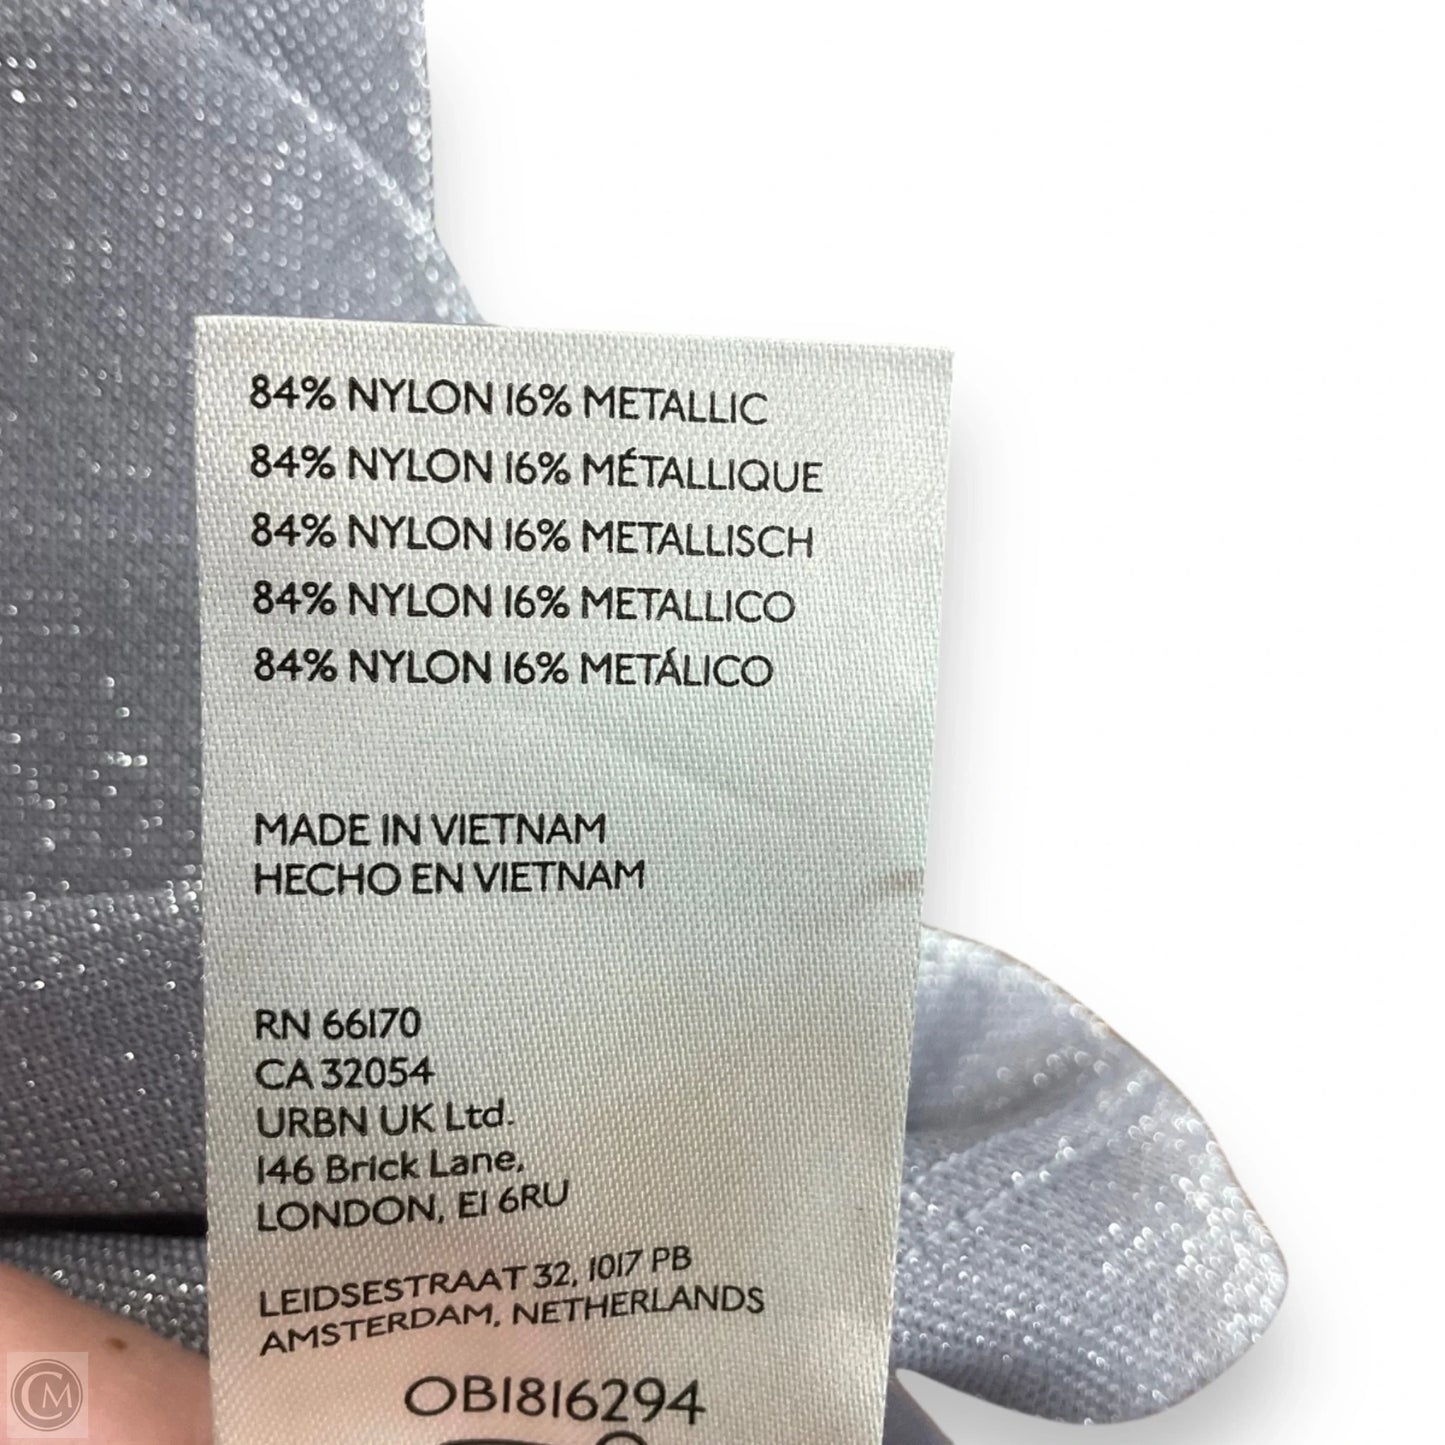 84% NYLON 16% METALLIC
84% NYLON 16% MÉTALLIQUE
84% NYLON 16% METALLISCH
84% NYLON 16% METALLICO
84% NYLON 16% METÁLICO
MADE IN VIETNAM
HECHO EN VIETNAM
RN 66170
CA 32054
URBN UK Ltd.
146 Brick Lane,
LONDON, E1 6RU
LEIDSESTRAAT 32, 1017 PB
AMSTERDAM, NETHERLANDS
OB1816294
CM